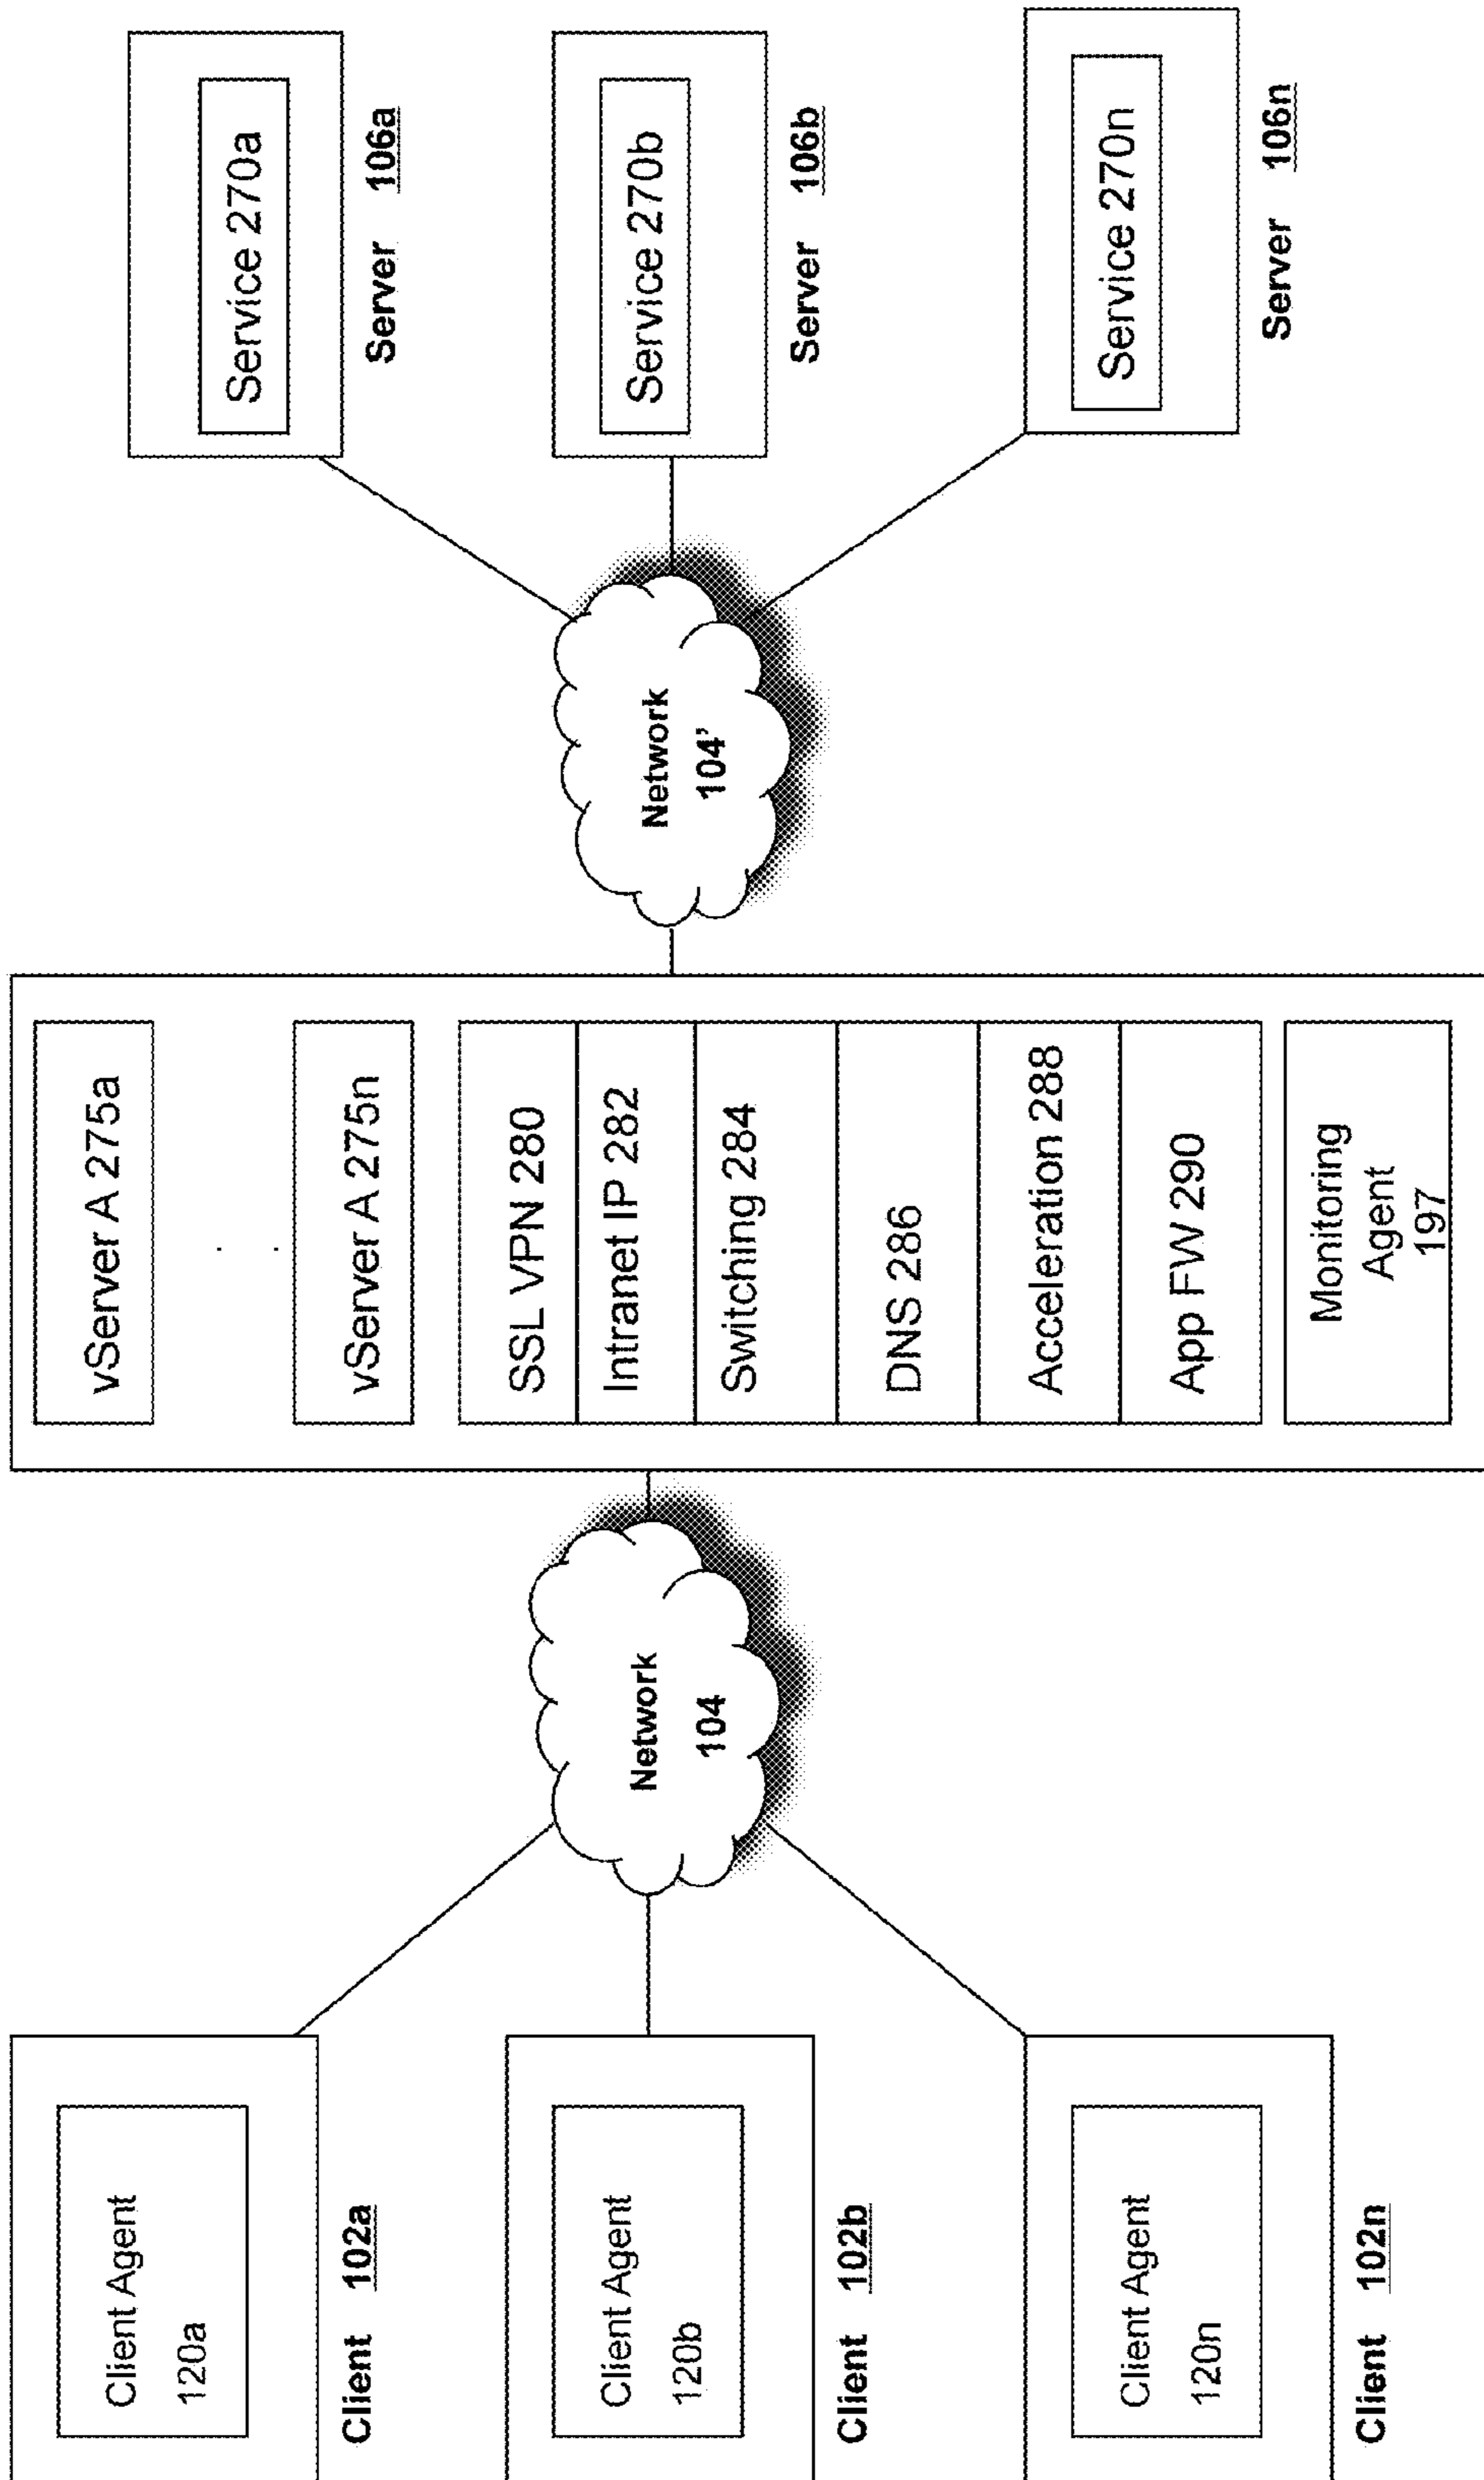 Client Agent
120a
Client 102a
Client Agent
120b
Client 102b
Client Agent
120n
Client 102n
Network
104
vServer A 275a
. .
vServer A 275n
SSL VPN 280
Intranet IP 282
Switching 284
DNS 286
Acceleration 288
App FW 290
Monitoring
Agent
197
Network
104'
Service 270a
Server 106a
Service 270b
Server 106b
Service 270n
Server 106n